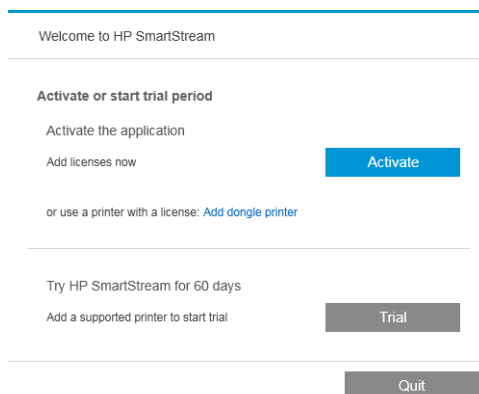 Welcome to HP SmartStream
Activate or start trial period
Activate the application
Add licenses now
Activate
or use a printer with a license: Add dongle printer
Try HP SmartStream for 60 days
Add a supported printer to start trial
Trial
Quit